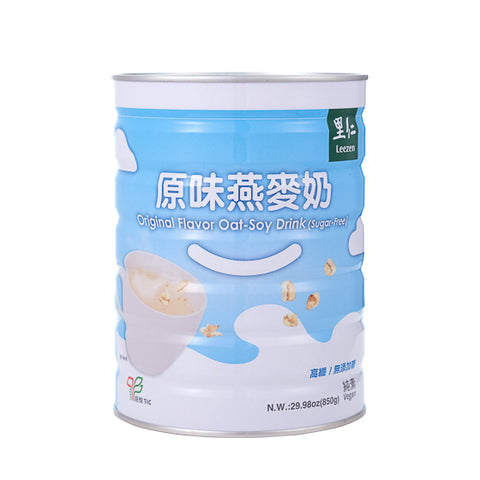 里仁
Leezen
原味燕麥奶
Original Flavor Oat-Soy Drink (Sugar-Free)
高纖 / 無添加糖
純素
Vegan
TIC
N.W.:29.98oz(850g)